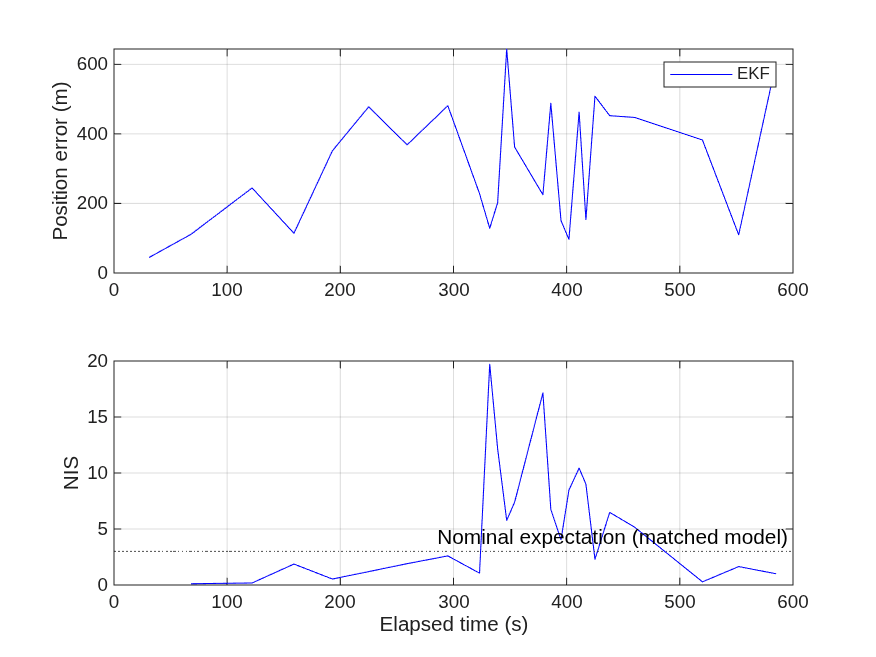 600
400
200
0
Position error (m)
EKF
0 100 200 300 400 500 600
20
15
10
5
0
NIS
Nominal expectation (matched model)
0 100 200 300 400 500 600
Elapsed time (s)